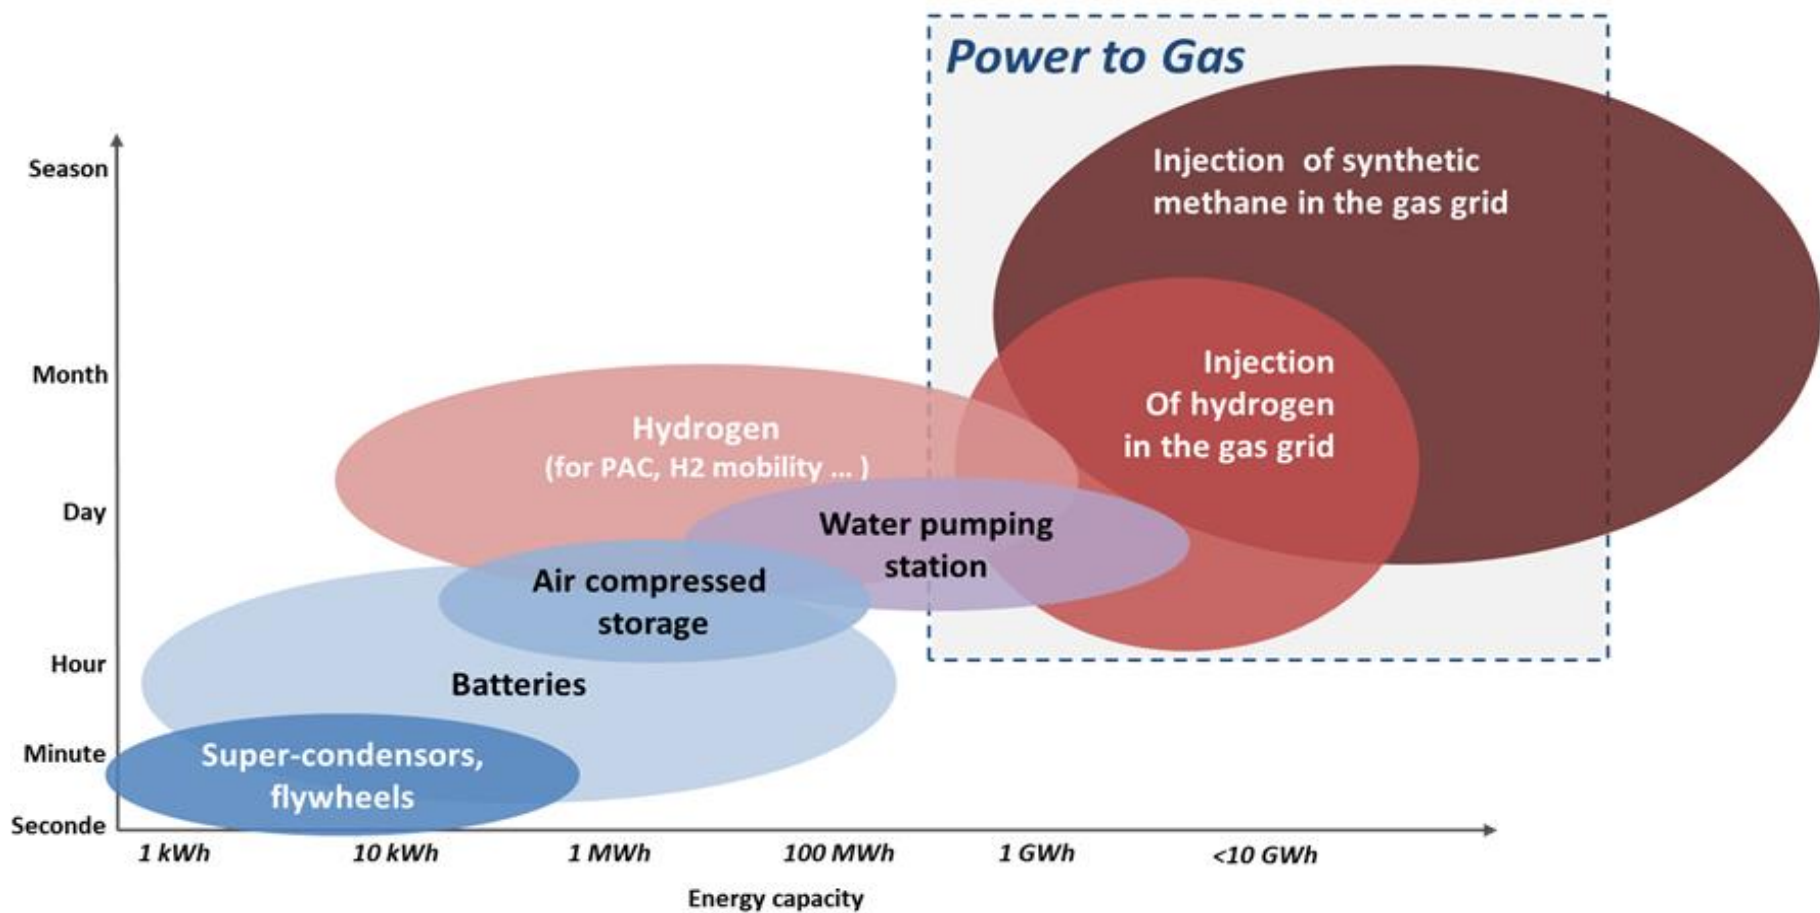 Power to Gas
Season
Injection of synthetic
methane in the gas grid
Month
Injection
Of hydrogen
in the gas grid
Hydrogen
(for PAC, H2 mobility ... )
Day
Water pumping
station
Air compressed
storage
Hour
Batteries
Minute
Super-condensors,
flywheels
Seconde
1 kWh
10 kWh
1 MWh
100 MWh
1 GWh
<10 GWh
Energy capacity